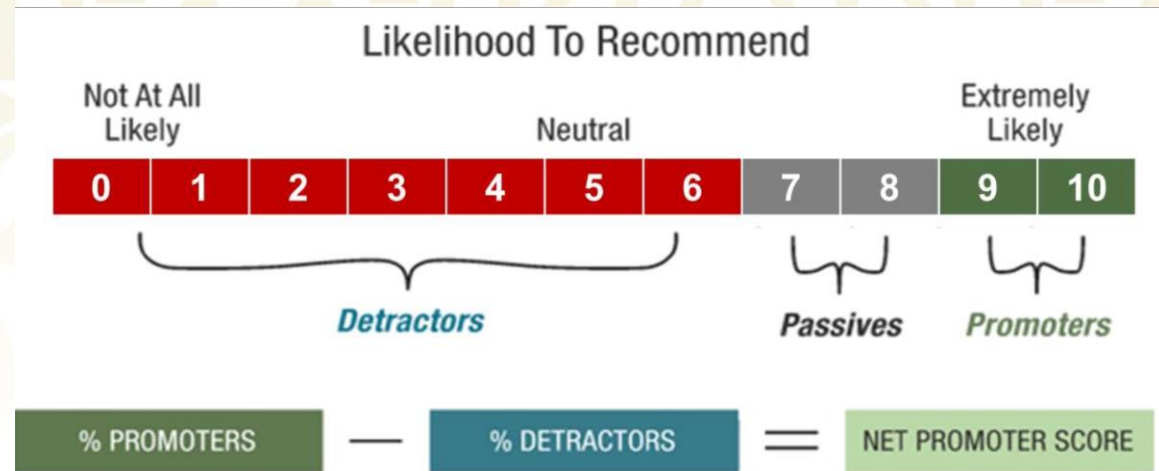 Likelihood To Recommend
Not At All
Likely
Neutral
Extremely
Likely
0 1 2 3 4 5 6 7 8 9 10
Detractors Passives Promoters
% PROMOTERS — % DETRACTORS = NET PROMOTER SCORE